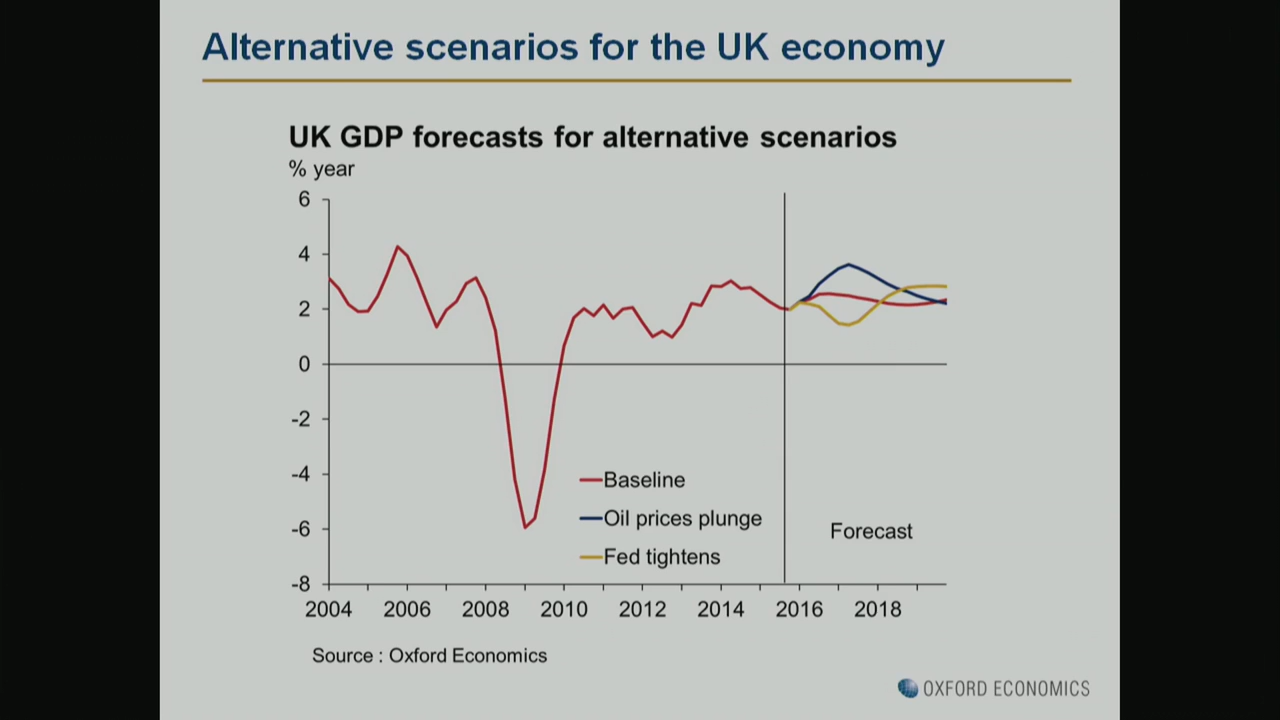 Alternative scenarios for the UK economy
UK GDP forecasts for alternative scenarios
% year
6
4
2
0
-2
-4
-6
-8
Baseline
Oil prices plunge
Fed tightens
Forecast
2004 2006 2008 2010 2012 2014 2016 2018
Source : Oxford Economics
OXFORD ECONOMICS